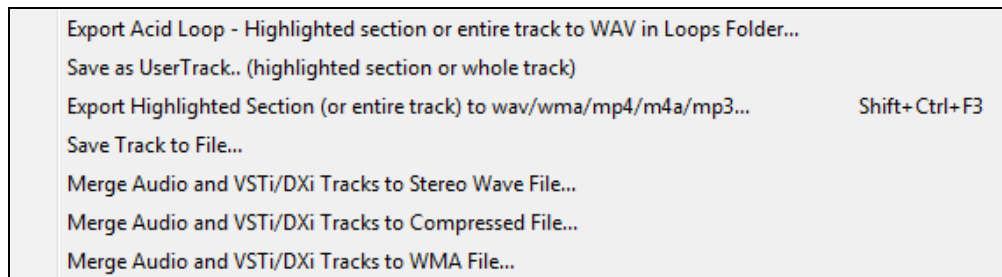 Export Acid Loop - Highlighted section or entire track to WAV in Loops Folder...
Save as UserTrack.. (highlighted section or whole track)
Export Highlighted Section (or entire track) to wav/wma/mp4/m4a/mp3... Shift+Ctrl+F3
Save Track to File...
Merge Audio and VSTi/DXi Tracks to Stereo Wave File...
Merge Audio and VSTi/DXi Tracks to Compressed File...
Merge Audio and VSTi/DXi Tracks to WMA File...